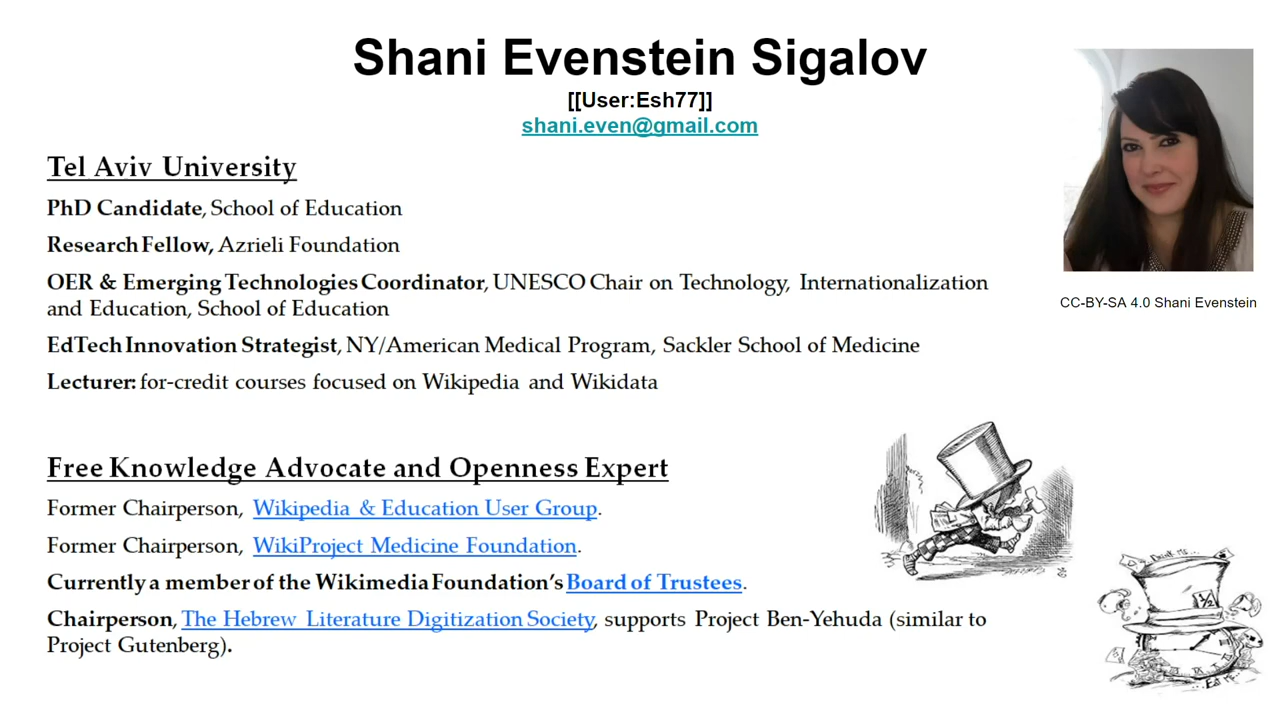 Shani Evenstein Sigalov
[[User:Esh77]]
shani.even@gmail.com
Tel Aviv University
PhD Candidate, School of Education
Research Fellow, Azrieli Foundation
OER & Emerging Technologies Coordinator, UNESCO Chair on Technology, Internationalization
and Education, School of Education
EdTech Innovation Strategist, NY/American Medical Program, Sackler School of Medicine
Lecturer: for-credit courses focused on Wikipedia and Wikidata
CC-BY-SA 4.0 Shani Evenstein
Free Knowledge Advocate and Openness Expert
Former Chairperson, Wikipedia & Education User Group.
Former Chairperson, WikiProject Medicine Foundation.
Currently a member of the Wikimedia Foundation's Board of Trustees.
Chairperson, The Hebrew Literature Digitization Society, supports Project Ben-Yehuda (similar to
Project Gutenberg).
Drink Me...
1/2